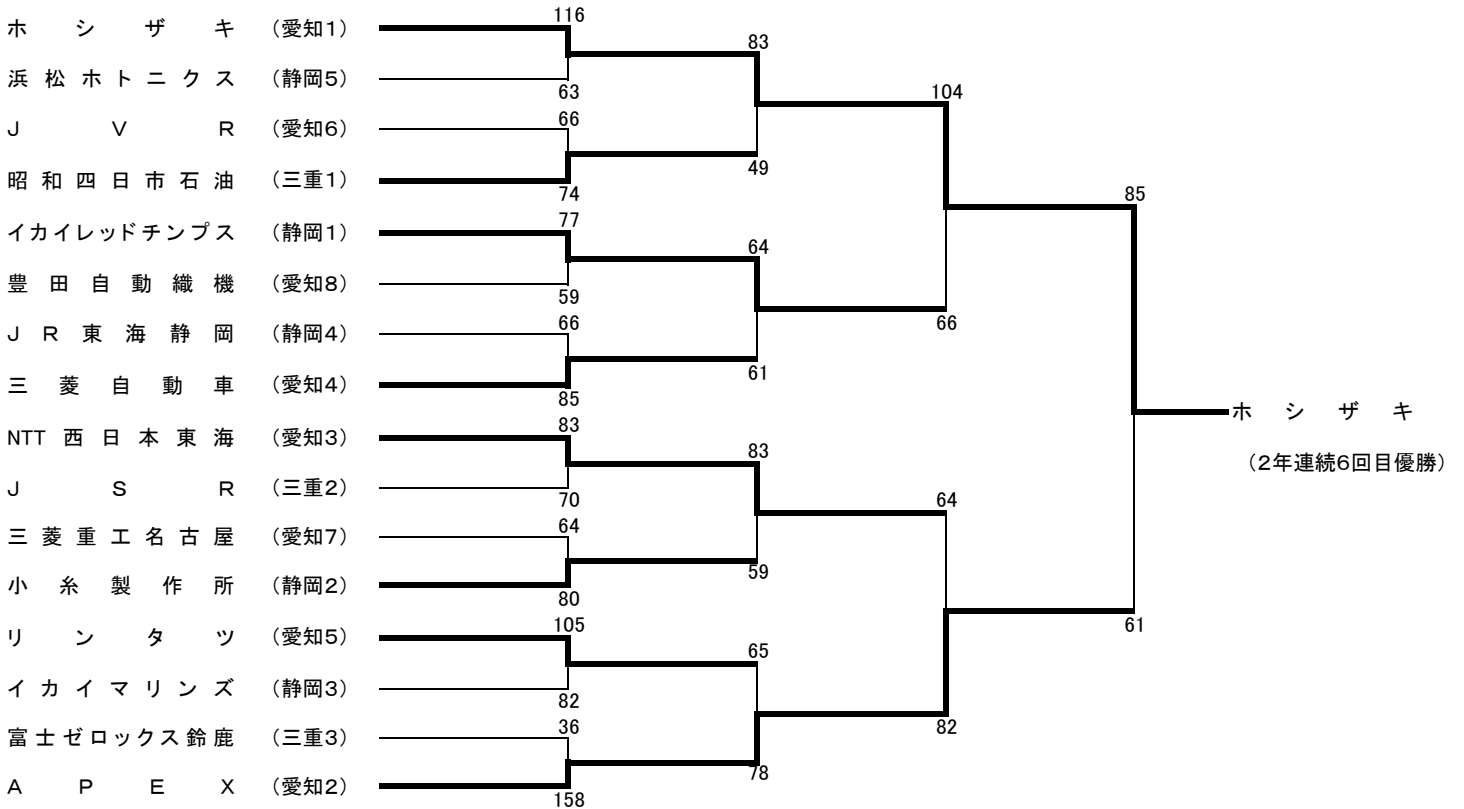 116
ホシザキ （愛知1）
83
浜松ホトニクス （静岡5）
63
104
66
JVR （愛知6）
49
昭和四日市石油 （三重1）
74
85
77
イカイレッドチンプス （静岡1）
64
豊田自動織機 （愛知8）
59
66
66
JR東海静岡 （静岡4）
61
三菱自動車 （愛知4）
85
ホシザキ
83
NTT西日本東海 （愛知3）
83
（2年連続6回目優勝）
JSR （三重2）
70
64
64
三菱重工名古屋 （愛知7）
59
小糸製作所 （静岡2）
80
105
61
リンタツ （愛知5）
65
イカイマリンズ （静岡3）
82
36
82
富士ゼロックス鈴鹿 （三重3）
78
APEX （愛知2）
158